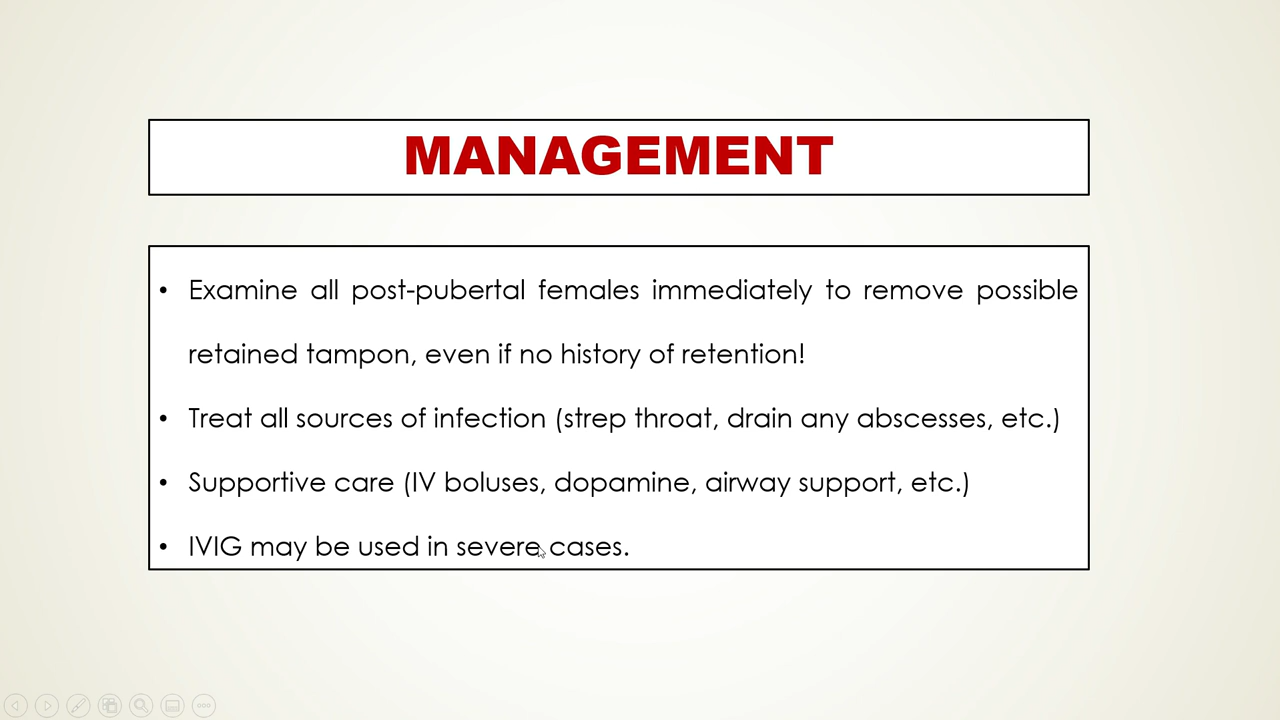 MANAGEMENT
• Examine all post-pubertal females immediately to remove possible
retained tampon, even if no history of retention!
• Treat all sources of infection (strep throat, drain any abscesses, etc.)
• Supportive care (IV boluses, dopamine, airway support, etc.)
• IVIG may be used in severe cases.